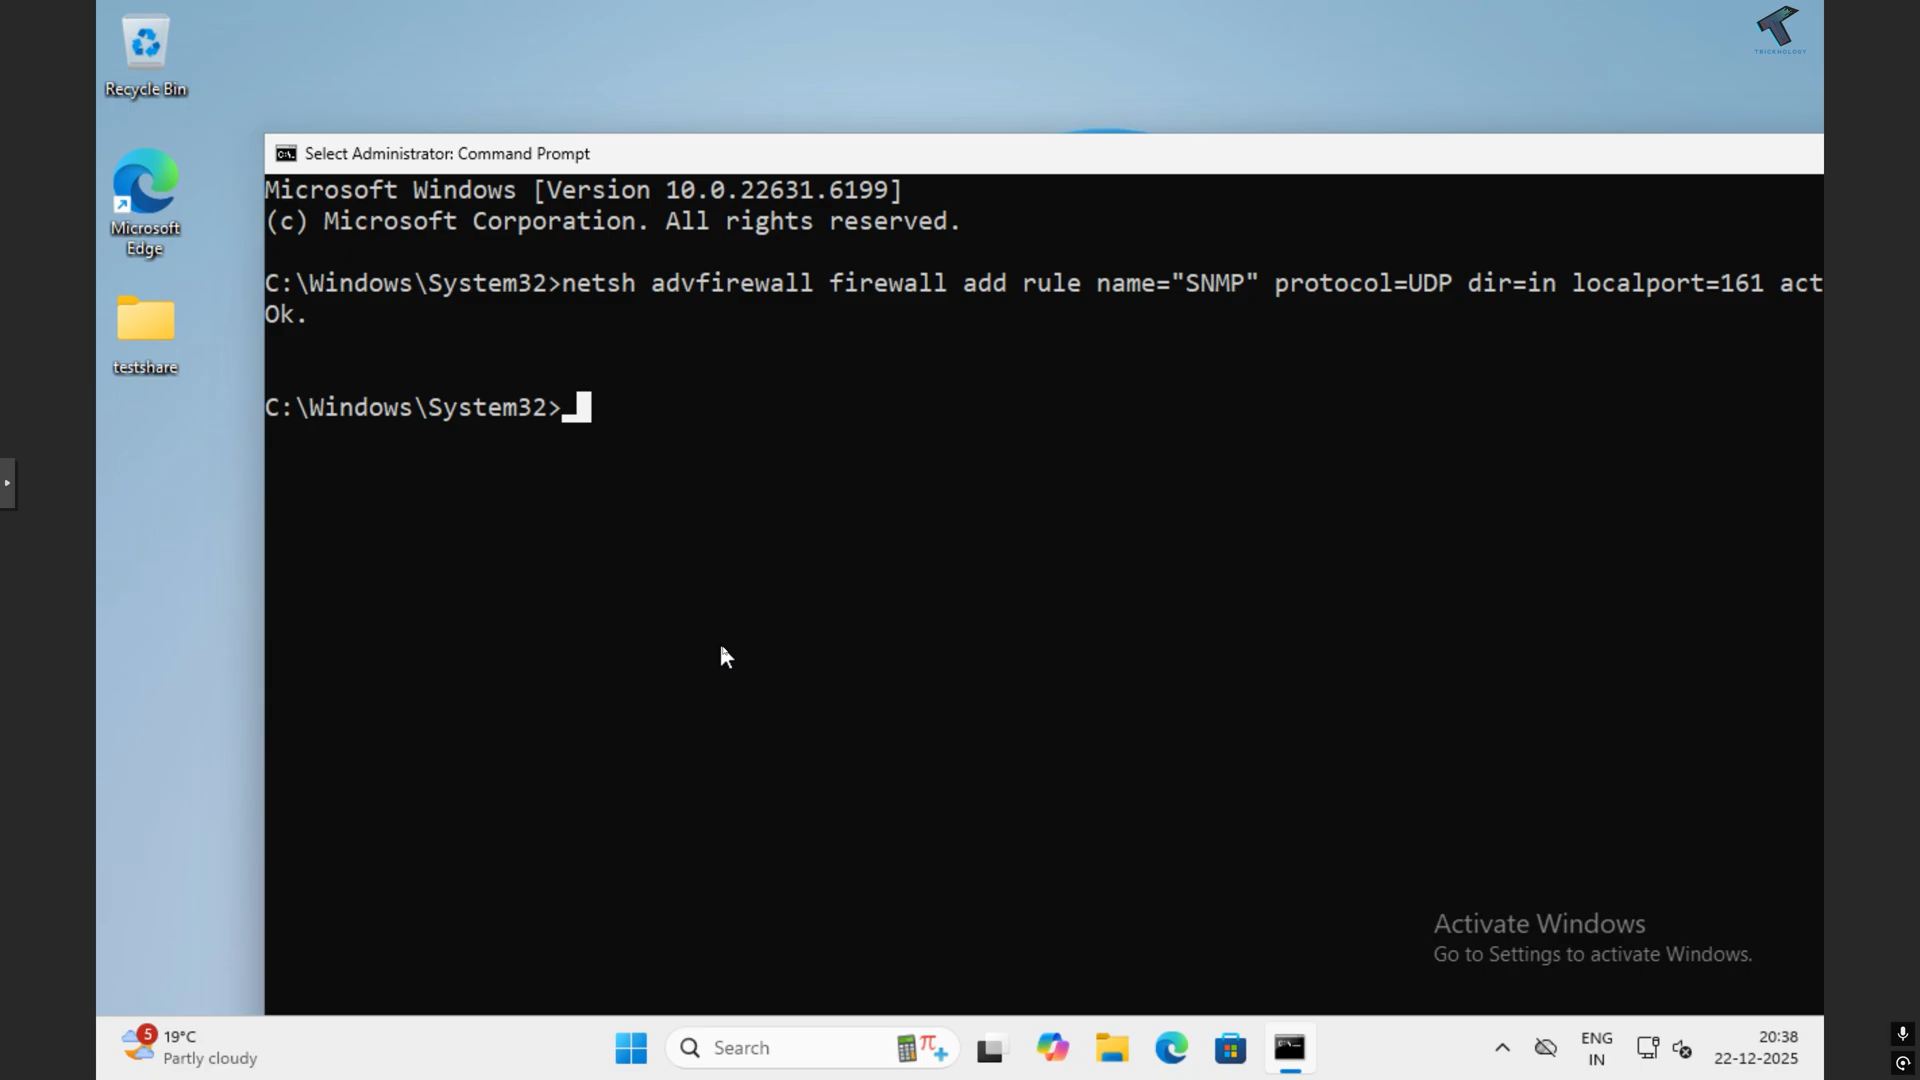 Recycle Bin
TRICKNOLOGY
Select Administrator: Command Prompt
Microsoft Windows [Version 10.0.22631.6199]
(c) Microsoft Corporation. All rights reserved.
Microsoft
Edge
C:\Windows\System32>netsh advfirewall firewall add rule name="SNMP" protocol=UDP dir=in localport=161 act
Ok.
testshare
C:\Windows\System32>
Activate Windows
Go to Settings to activate Windows.
5
19°C
Partly cloudy
Search
ENG
IN
20:38
22-12-2025